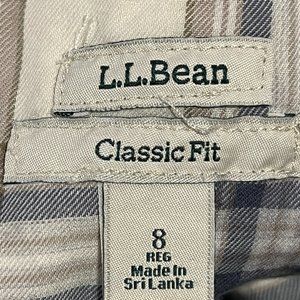 L.L.Bean
Classic Fit
8
REG
Made In
Sri Lanka